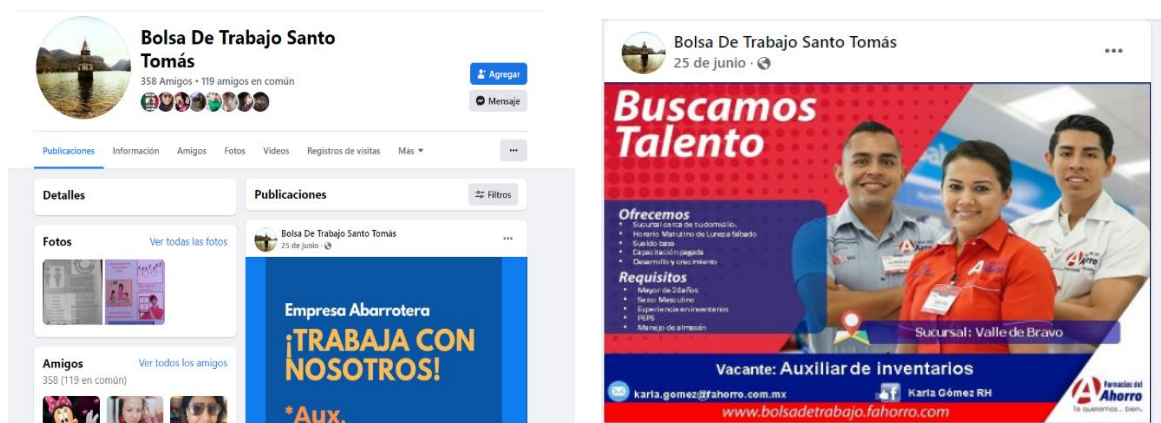 Bolsa De Trabajo Santo
Tomás
358 Amigos • 119 amigos en común
Agregar
Mensaje
Publicaciones Información Amigos Fotos Videos Registros de visitas Más
Detalles
Fotos Ver todas las fotos
Amigos Ver todos los amigos
358 (119 en común)
Publicaciones Filtros
Bolsa De Trabajo Santo Tomás
25 de junio
Empresa Abarrotera
¡TRABAJA CON
NOSOTROS!
*Aux.
Bolsa De Trabajo Santo Tomás
25 de junio
Buscamos
Talento
Ofrecemos
Sucursal cerca de tu domicilio.
Horario Matutino de Lunes a Sábado
Sueldo base
Capacitación pagada
Desarrollo y crecimiento
Requisitos
Mayor de 24 años
Sexo: Masculino
Experiencia en inventarios
PEPS
Manejo de almacén
Sucursal: Valle de Bravo
Vacante: Auxiliar de inventarios
karla.gomez@fahorro.com.mx
Karla Gómez RH
www.bolsadetrabajo.fahorro.com
Farmacias del
Ahorro
Te queremos... bien.